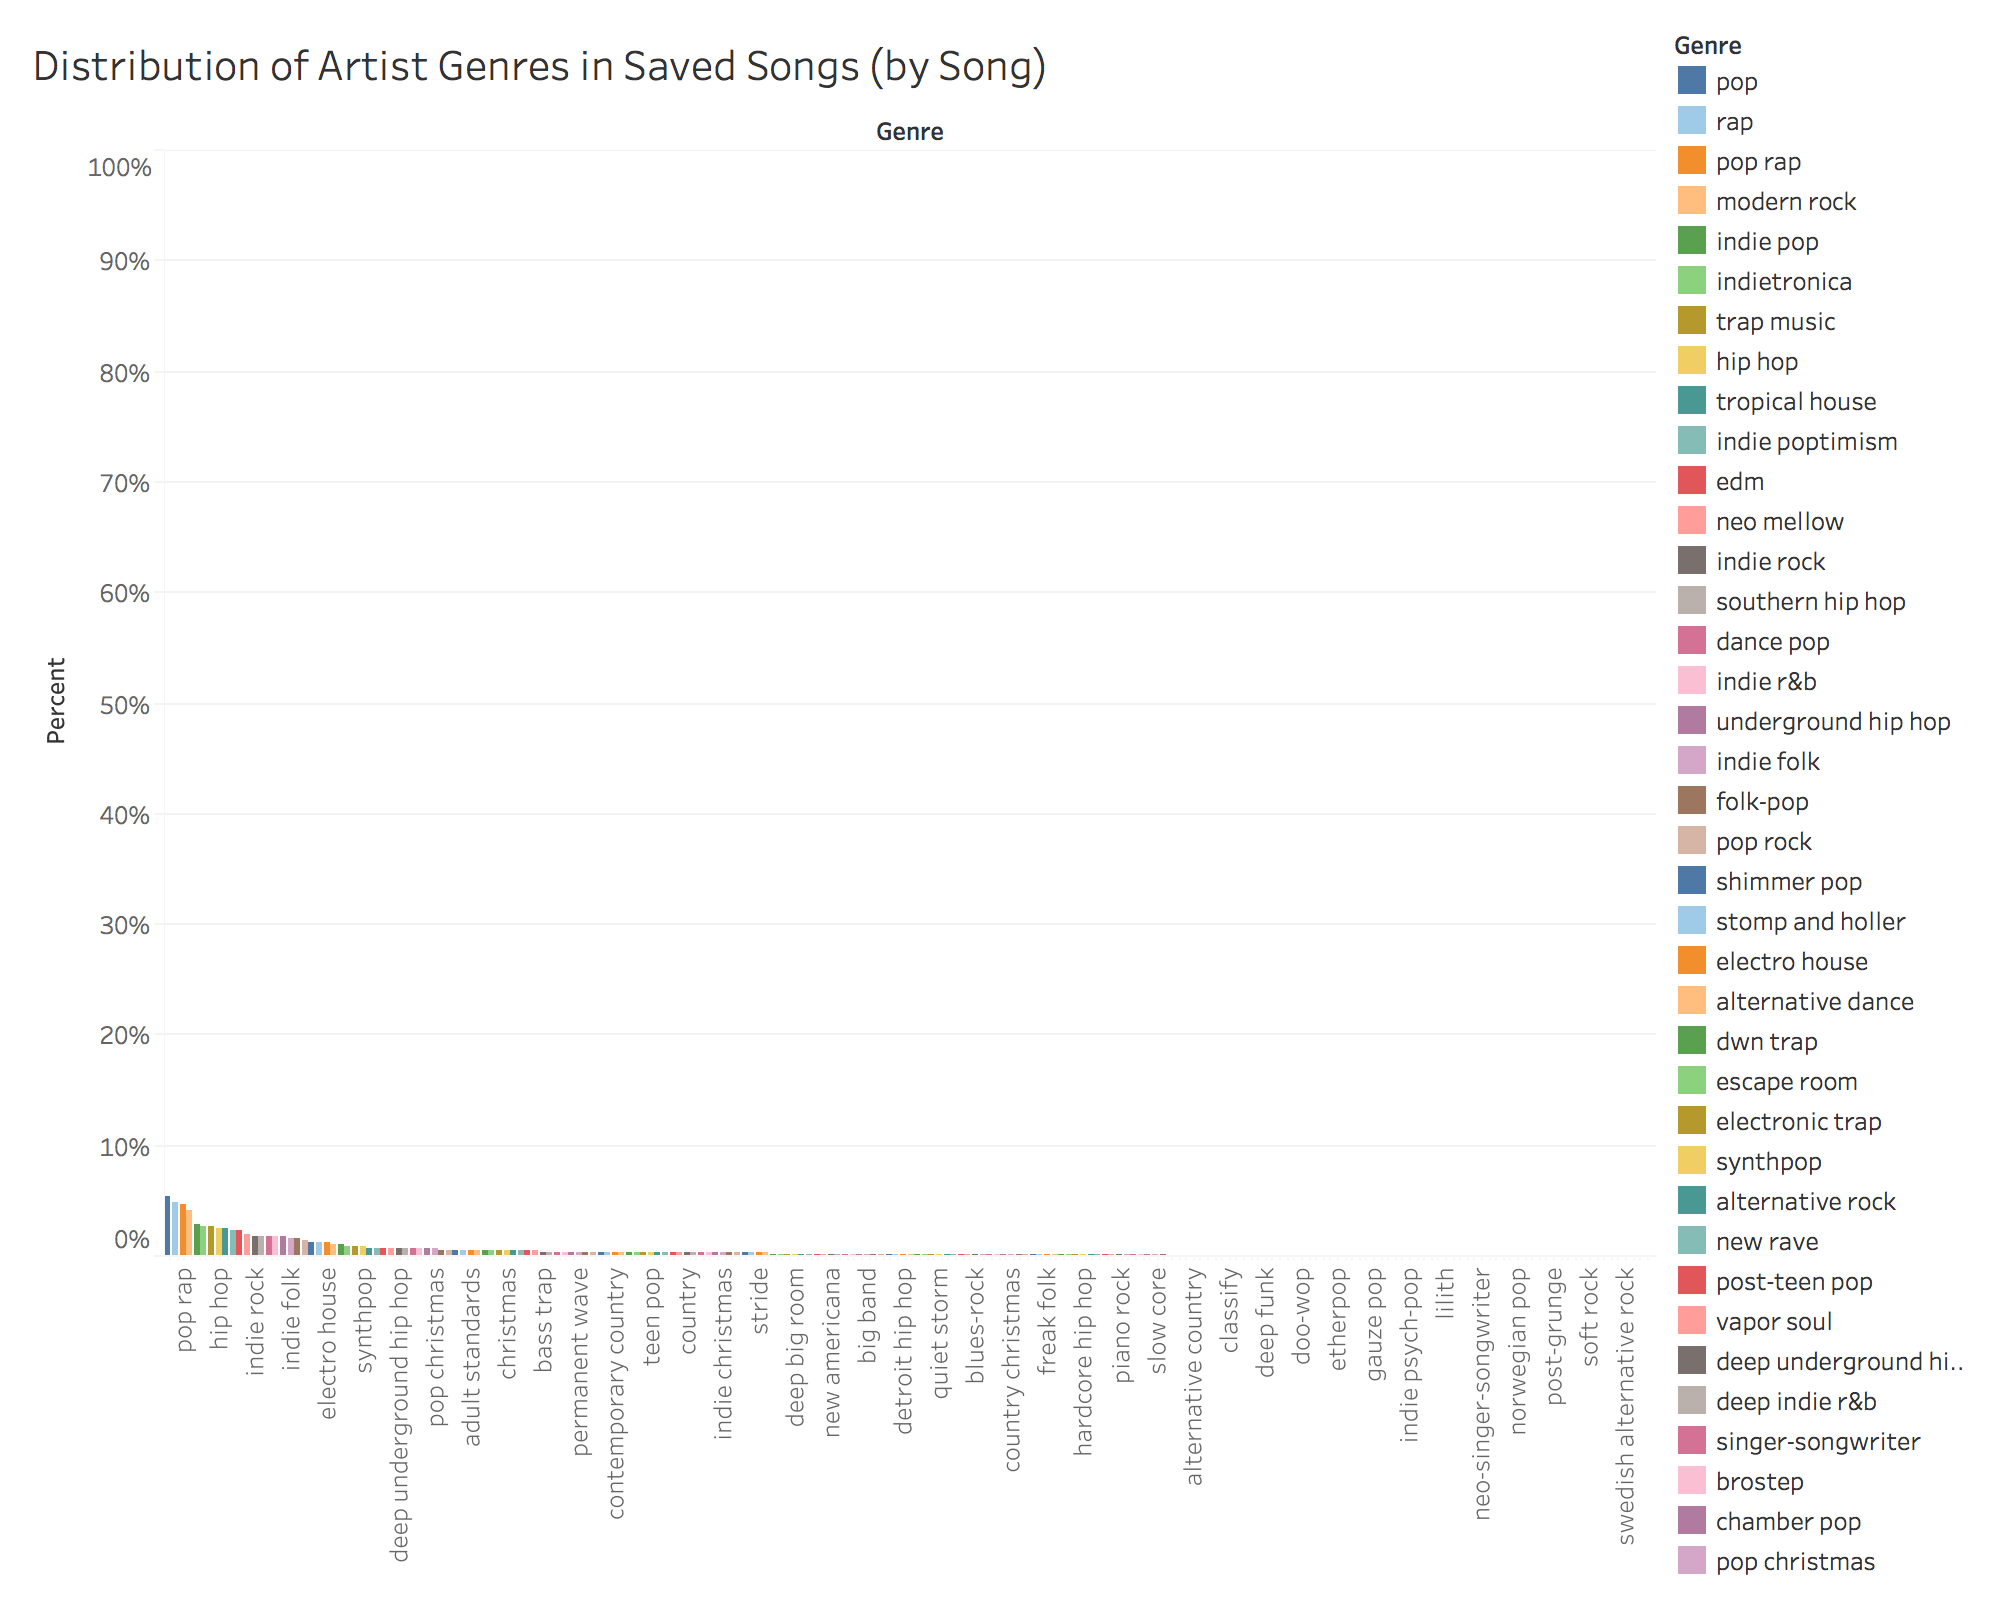 Distribution of Artist Genres in Saved Songs (by Song)
Genre
100%
90%
80%
70%
60%
50%
40%
30%
20%
10%
0%
Percent
pop rap
hip hop
indie rock
indie folk
electro house
synthpop
deep underground hip hop
pop christmas
adult standards
christmas
bass trap
permanent wave
contemporary country
teen pop
country
indie christmas
stride
deep big room
new americana
big band
detroit hip hop
quiet storm
blues-rock
country christmas
freak folk
hardcore hip hop
piano rock
slow core
alternative country
classify
deep funk
doo-wop
etherpop
gauze pop
indie psych-pop
lilith
neo-singer-songwriter
norwegian pop
post-grunge
soft rock
swedish alternative rock
Genre
pop
rap
pop rap
modern rock
indie pop
indietronica
trap music
hip hop
tropical house
indie poptimism
edm
neo mellow
indie rock
southern hip hop
dance pop
indie r&b
underground hip hop
indie folk
folk-pop
pop rock
shimmer pop
stomp and holler
electro house
alternative dance
dwn trap
escape room
electronic trap
synthpop
alternative rock
new rave
post-teen pop
vapor soul
deep underground hi..
deep indie r&b
singer-songwriter
brostep
chamber pop
pop christmas